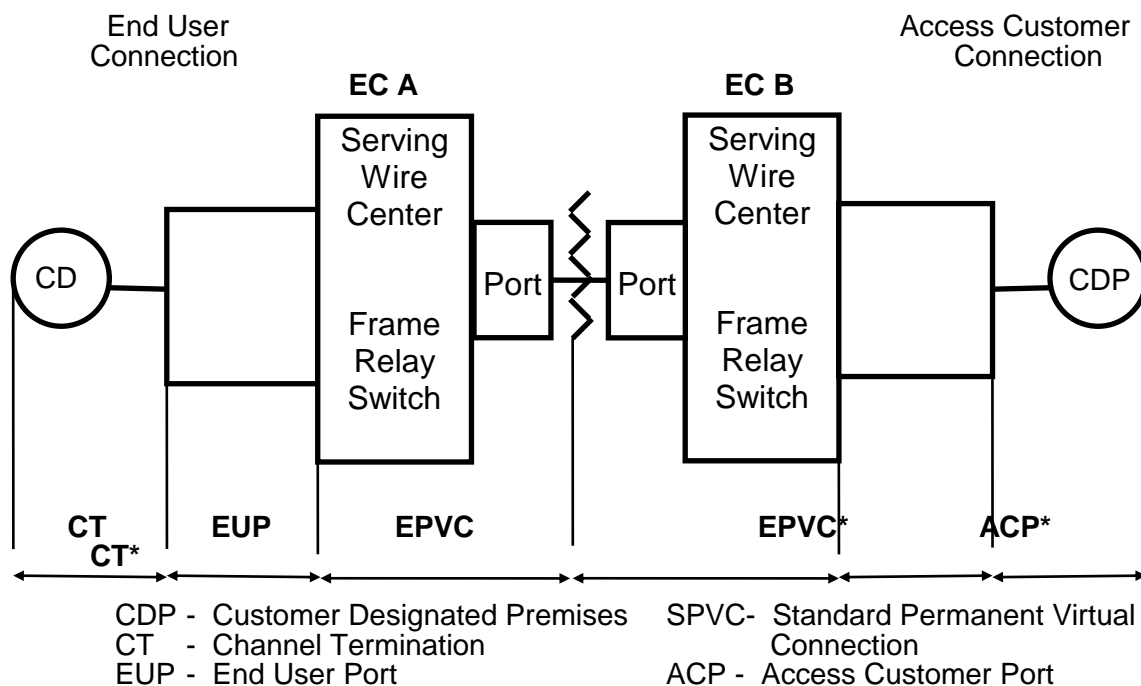 End User
Connection
Access Customer
Connection
EC A
EC B
Serving
Wire
Center
Frame
Relay
Switch
Port
Port
Serving
Wire
Center
Frame
Relay
Switch
CD
CDP
CT
CT*
EUP
EPVC
EPVC*
ACP*
CDP - Customer Designated Premises
CT - Channel Termination
EUP - End User Port
SPVC- Standard Permanent Virtual
Connection
ACP - Access Customer Port